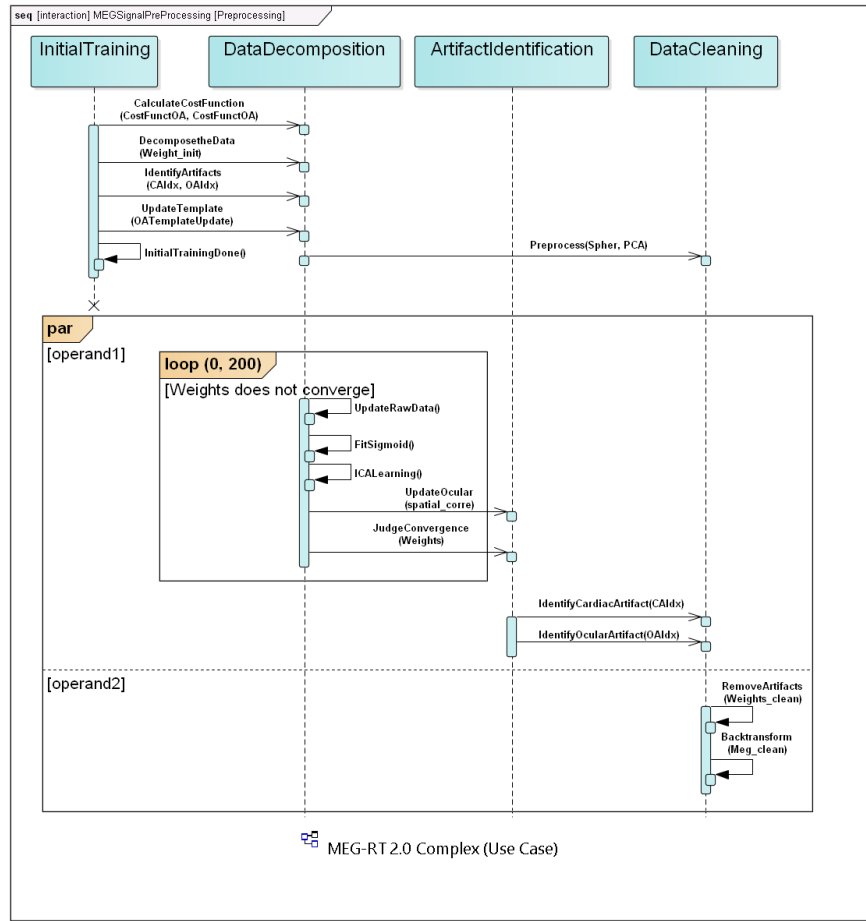 seq [interaction] MEGSignalPreProcessing [Preprocessing]
InitialTraining
DataDecomposition
ArtifactIdentification
DataCleaning
CalculateCostFunction
(CostFunctOA, CostFunctOA)
DecomposetheData
(Weight_init)
IdentifyArtifacts
(CAIdx, OAIdx)
UpdateTemplate
(OATemplateUpdate)
InitialTrainingDone()
Preprocess(Spher, PCA)
par
[operand1]
loop (0, 200)
[Weights does not converge]
UpdateRawData()
FitSigmoid()
ICALearning()
UpdateOcular
(spatial_corre)
JudgeConvergence
(Weights)
IdentifyCardiacArtifact(CAIdx)
IdentifyOcularArtifact(OAIdx)
[operand2]
RemoveArtifacts
(Weights_clean)
Backtransform
(Meg_clean)
MEG-RT 2.0 Complex (Use Case)